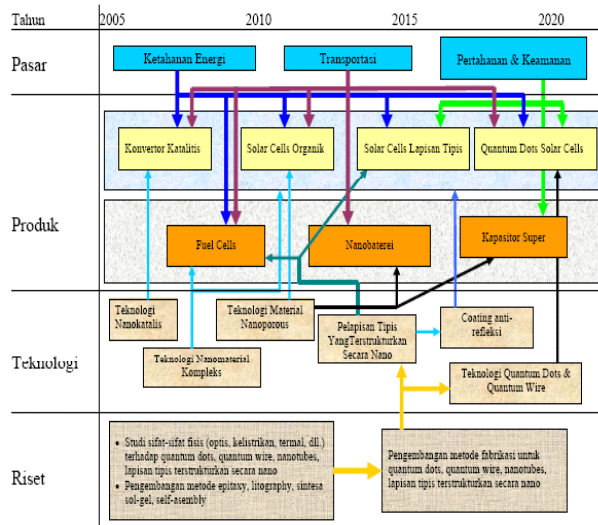 Tahun 2005 2010 2015 2020
Pasar
Ketahanan Energi
Transportasi
Pertahanan & Keamanan
Produk
Konvertor Katalitis
Solar Cells Organik
Solar Cells Lapisan Tipis
Quantum Dots Solar Cells
Fuel Cells
Nanobaterei
Kapasitor Super
Teknologi
Teknologi
Nanokatalis
Teknologi Material
Nanoporous
Pelapisan Tipis
YangTerstrukturkan
Secara Nano
Coating anti-
refleksi
Teknologi Nanomaterial
Kompleks
Teknologi Quantum Dots &
Quantum Wire
Riset
• Studi sifat-sifat fisis (optis, kelistrikan, termal, dll.)
terhadap quantum dots, quantum wire, nanotubes,
lapisan tipis terstrukturkan secara nano
• Pengembangan metode epitaxy, litography, sintesa
sol-gel, self-asembly
Pengembangan metode fabrikasi untuk
quantum dots, quantum wire, nanotubes,
lapisan tipis terstrukturkan secara nano